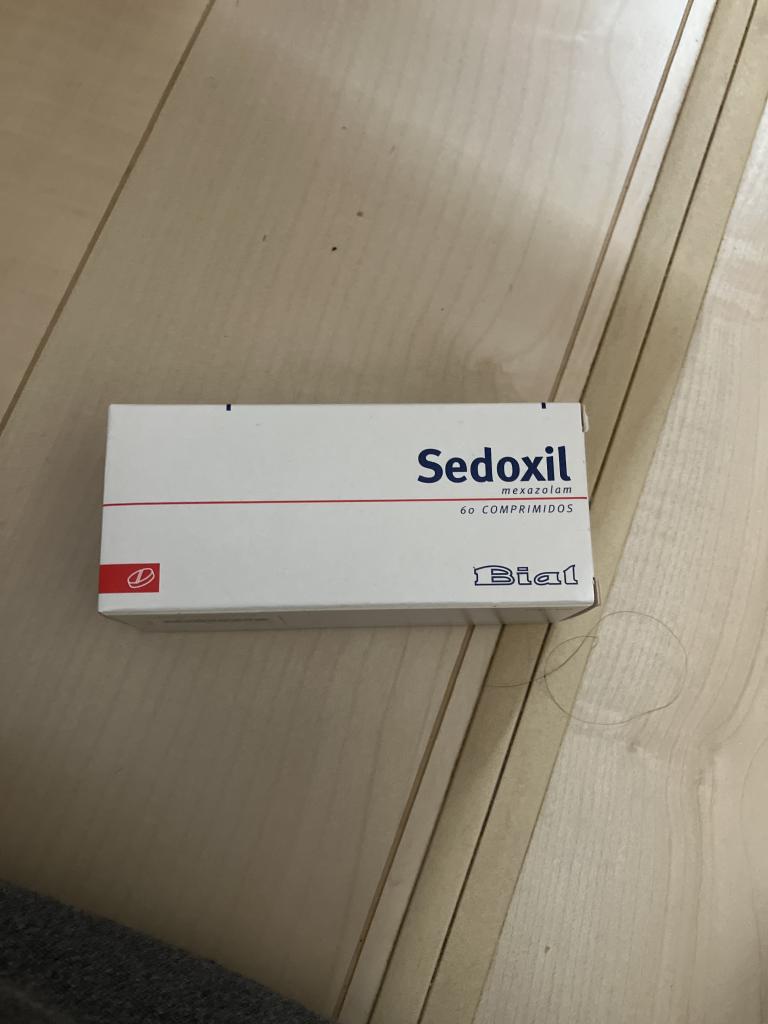 Sedoxil
mexazolam
60 COMPRIMIDOS
Bial